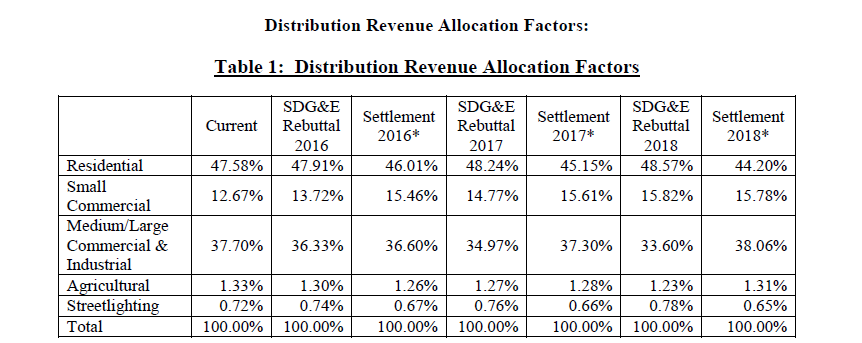 Distribution Revenue Allocation Factors:
Table 1:  Distribution Revenue Allocation Factors
Current SDG&E Rebuttal 2016 Settlement 2016* SDG&E Rebuttal 2017 Settlement 2017* SDG&E Rebuttal 2018 Settlement 2018*
Residential 47.58% 47.91% 46.01% 48.24% 45.15% 48.57% 44.20%
Small Commercial 12.67% 13.72% 15.46% 14.77% 15.61% 15.82% 15.78%
Medium/Large Commercial & Industrial 37.70% 36.33% 36.60% 34.97% 37.30% 33.60% 38.06%
Agricultural 1.33% 1.30% 1.26% 1.27% 1.28% 1.23% 1.31%
Streetlighting 0.72% 0.74% 0.67% 0.76% 0.66% 0.78% 0.65%
Total 100.00% 100.00% 100.00% 100.00% 100.00% 100.00% 100.00%